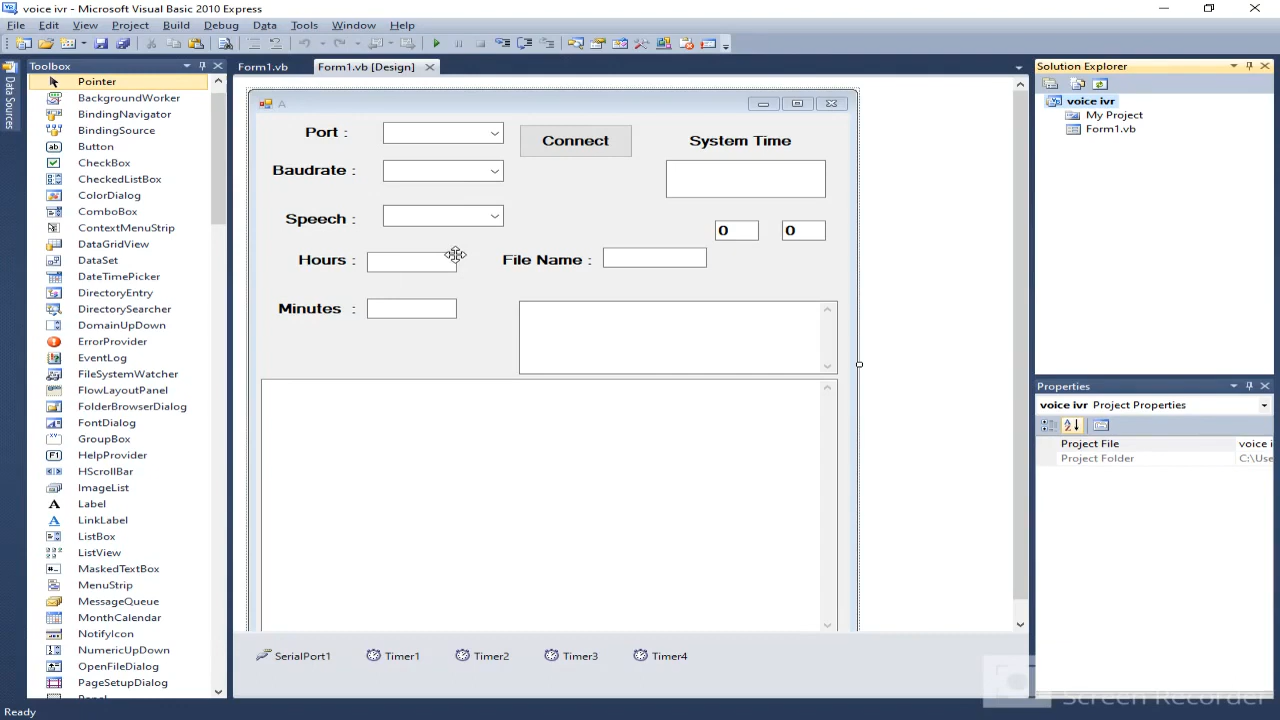 voice ivr - Microsoft Visual Basic 2010 Express
File Edit View Project Build Debug Data Tools Window Help
Data Sources
Toolbox
Pointer
BackgroundWorker
BindingNavigator
BindingSource
Button
CheckBox
CheckedListBox
ColorDialog
ComboBox
ContextMenuStrip
DataGridView
DataSet
DateTimePicker
DirectoryEntry
DirectorySearcher
DomainUpDown
ErrorProvider
EventLog
FileSystemWatcher
FlowLayoutPanel
FolderBrowserDialog
FontDialog
GroupBox
HelpProvider
HScrollBar
ImageList
Label
LinkLabel
ListBox
ListView
MaskedTextBox
MenuStrip
MessageQueue
MonthCalendar
NotifyIcon
NumericUpDown
OpenFileDialog
PageSetupDialog
Panel
Form1.vb Form1.vb [Design]
A
Port : Connect System Time
Baudrate :
Speech :
0 0
Hours : File Name :
Minutes :
SerialPort1 Timer1 Timer2 Timer3 Timer4
Solution Explorer
voice ivr
My Project
Form1.vb
Properties
voice ivr Project Properties
Project File voice i
Project Folder C:\Use
Screen Recorder
Ready